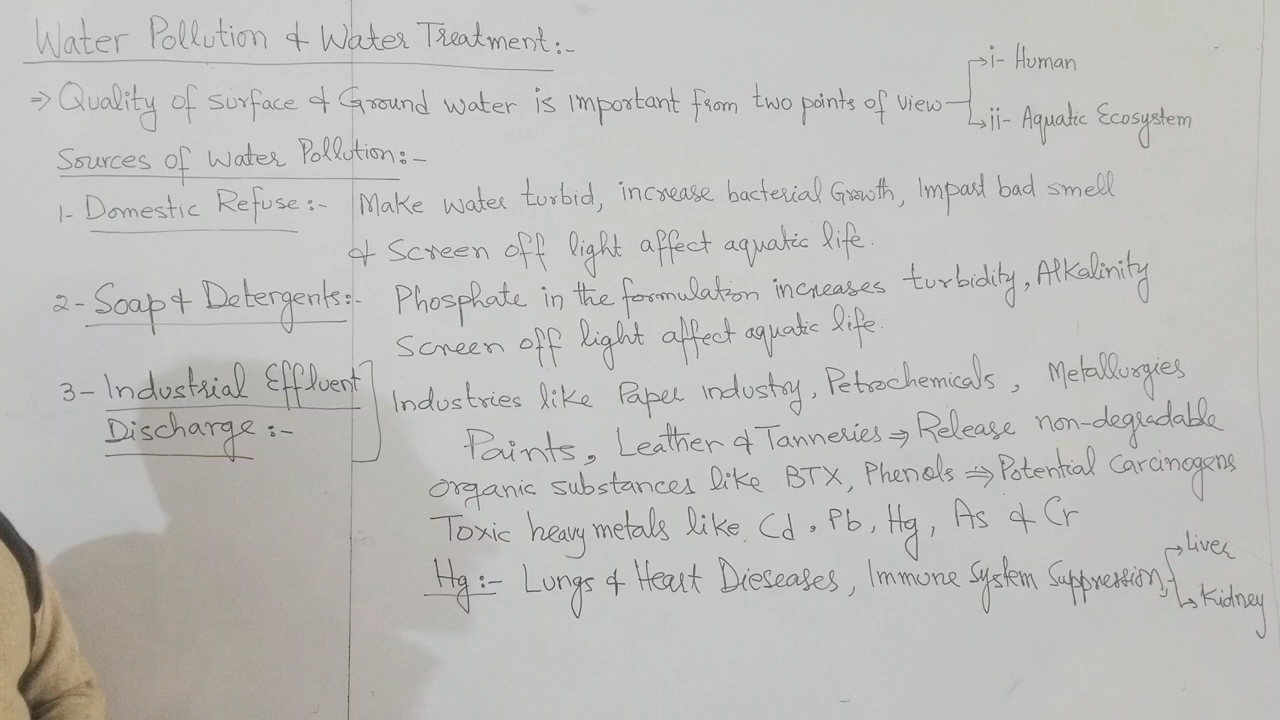 Water Pollution & Water Treatment:-
⇒ Quality of surface & Ground water is important from two points of view
i- Human
ii- Aquatic Ecosystem
Sources of Water Pollution:-
1- Domestic Refuse:- Make water turbid, increase bacterial Growth, Impart bad smell
& Screen off light affect aquatic life.
2- Soap & Detergents:- Phosphate in the formulation increases turbidity, Alkalinity
Screen off light affect aquatic life.
3- Industrial Effluent
Discharge:-
Industries like Paper industry, Petrochemicals, Metallurgies
Paints, Leather & Tanneries ⇒ Release non-degradable
organic substances like BTX, Phenols ⇒ Potential Carcinogens
Toxic heavy metals like Cd, Pb, Hg, As & Cr
Hg:- Lungs & Heart Dieseases, Immune System Suppression,
Liver
Kidney